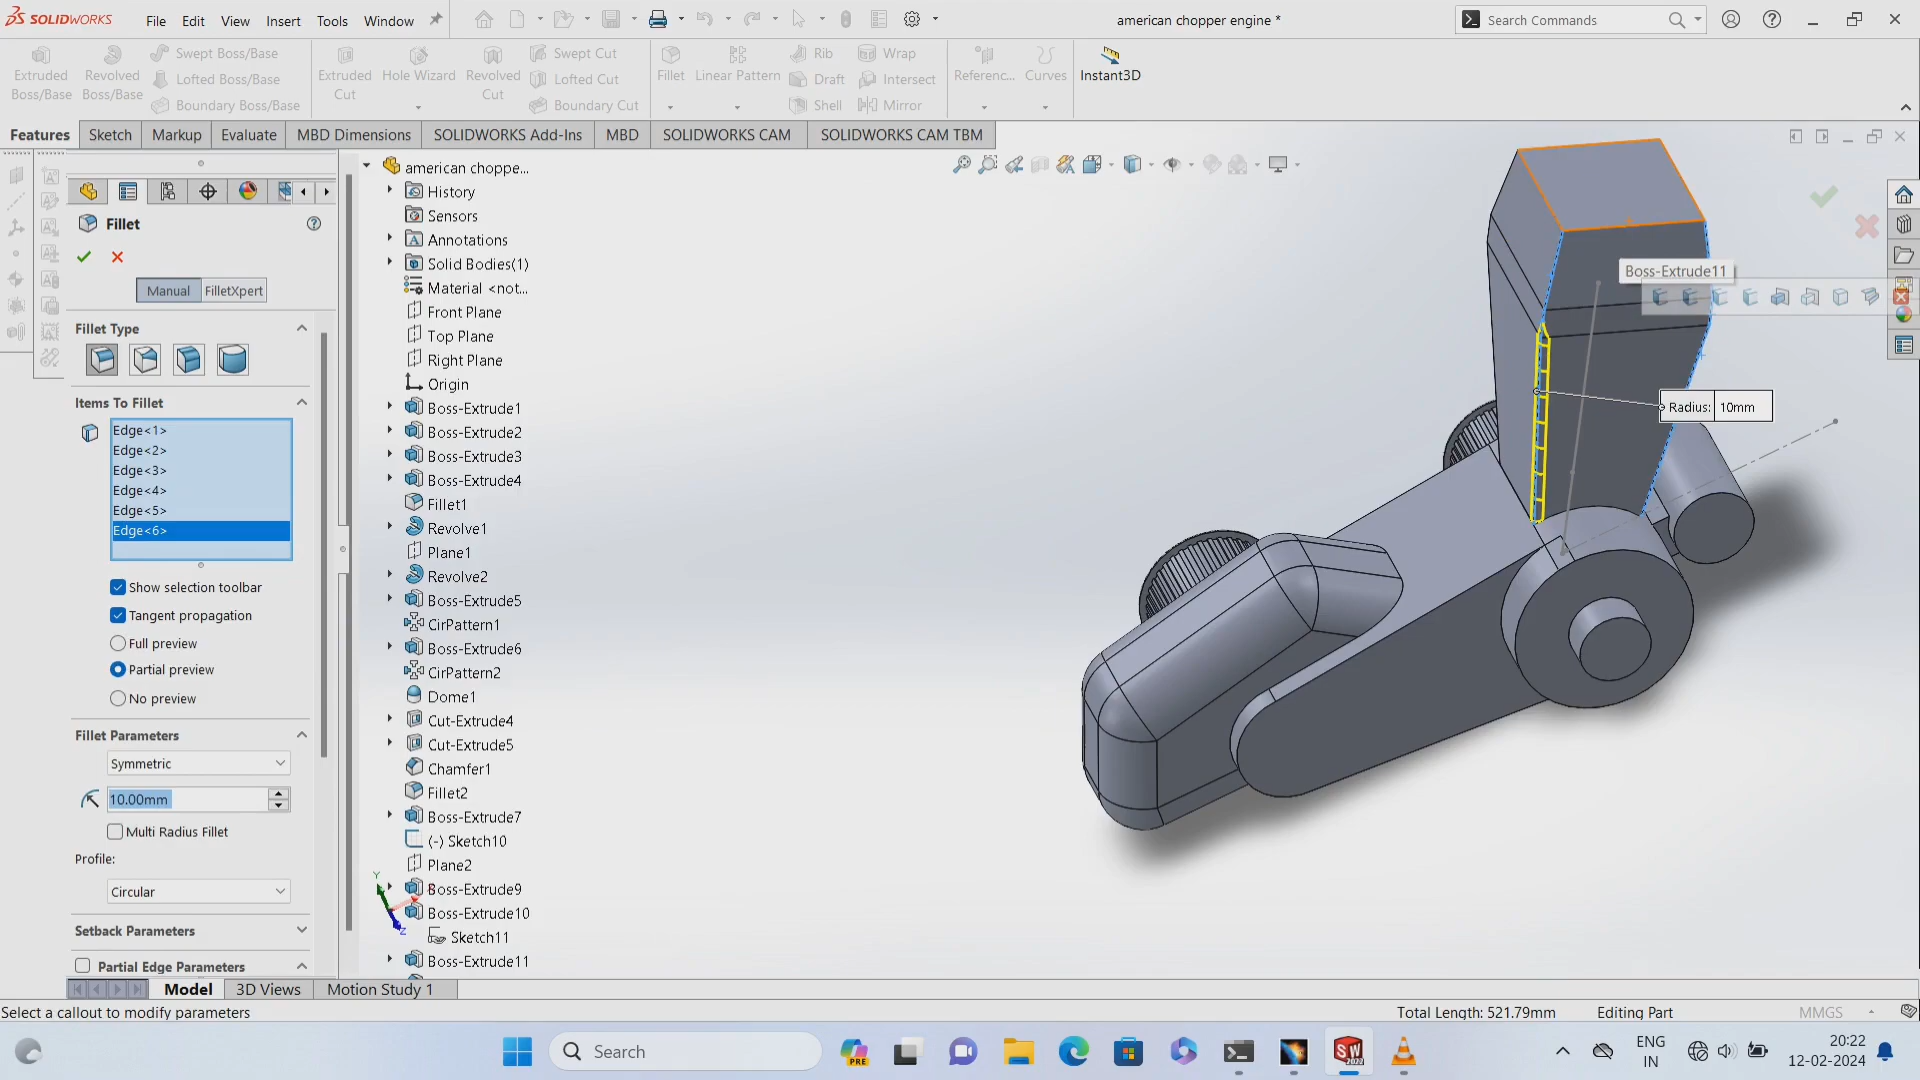 SOLIDWORKS File Edit View Insert Tools Window american chopper engine * Search Commands
Extruded Boss/Base
Revolved Boss/Base
Swept Boss/Base
Lofted Boss/Base
Boundary Boss/Base
Extruded Cut
Hole Wizard
Revolved Cut
Swept Cut
Lofted Cut
Boundary Cut
Fillet
Linear Pattern
Rib
Draft
Shell
Wrap
Intersect
Mirror
Referenc...
Curves
Instant3D
Features Sketch Markup Evaluate MBD Dimensions SOLIDWORKS Add-Ins MBD SOLIDWORKS CAM SOLIDWORKS CAM TBM
Fillet
Manual FilletXpert
Fillet Type
Items To Fillet
Edge<1>
Edge<2>
Edge<3>
Edge<4>
Edge<5>
Edge<6>
Show selection toolbar
Tangent propagation
Full preview
Partial preview
No preview
Fillet Parameters
Symmetric
10.00mm
Multi Radius Fillet
Profile:
Circular
Setback Parameters
Partial Edge Parameters
american choppe...
History
Sensors
Annotations
Solid Bodies(1)
Material <not...
Front Plane
Top Plane
Right Plane
Origin
Boss-Extrude1
Boss-Extrude2
Boss-Extrude3
Boss-Extrude4
Fillet1
Revolve1
Plane1
Revolve2
Boss-Extrude5
CirPattern1
Boss-Extrude6
CirPattern2
Dome1
Cut-Extrude4
Cut-Extrude5
Chamfer1
Fillet2
Boss-Extrude7
(-) Sketch10
Plane2
Boss-Extrude9
Boss-Extrude10
Sketch11
Boss-Extrude11
Y
Z
Boss-Extrude11
Radius: 10mm
Model 3D Views Motion Study 1
Select a callout to modify parameters Total Length: 521.79mm Editing Part MMGS
Search
PRE
SW
2022
ENG
IN
20:22
12-02-2024